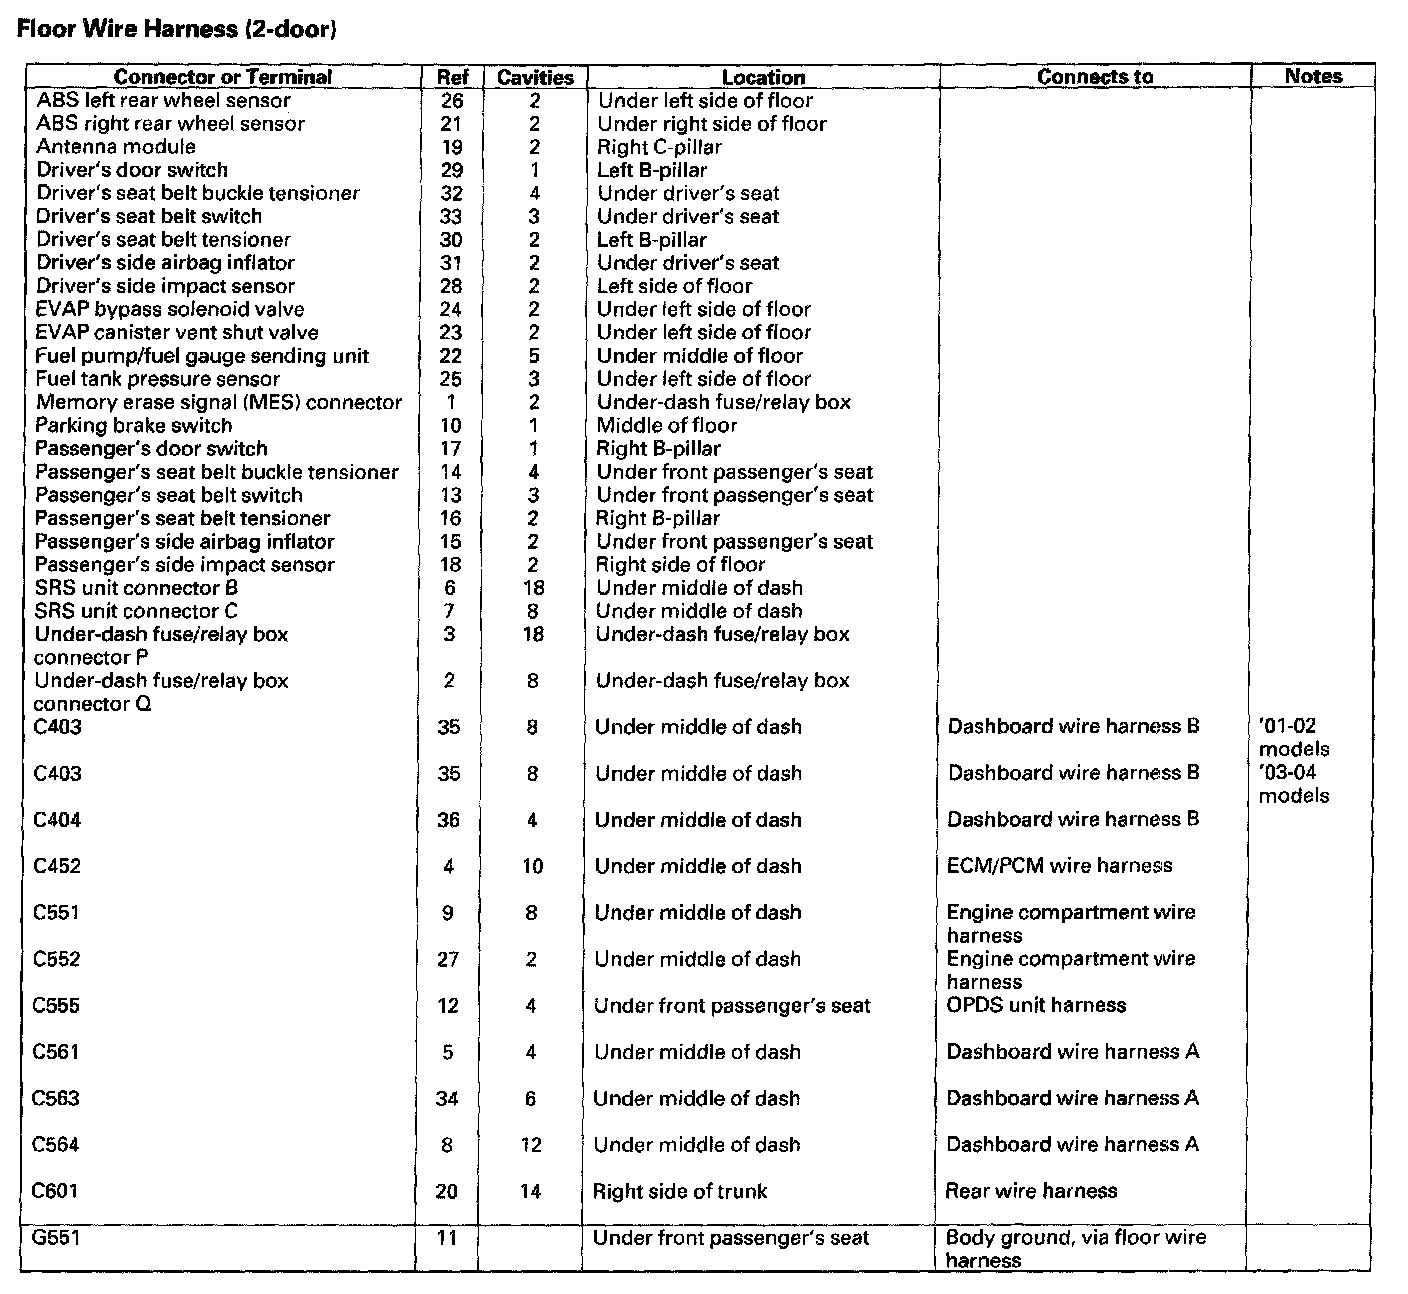 Floor Wire Harness (2-door)
Connector or Terminal Ref Cavities Location Connects to Notes
ABS left rear wheel sensor 26 2 Under left side of floor
ABS right rear wheel sensor 21 2 Under right side of floor
Antenna module 19 2 Right C-pillar
Driver's door switch 29 1 Left B-pillar
Driver's seat belt buckle tensioner 32 4 Under driver's seat
Driver's seat belt switch 33 3 Under driver's seat
Driver's seat belt tensioner 30 2 Left B-pillar
Driver's side airbag inflator 31 2 Under driver's seat
Driver's side impact sensor 28 2 Left side of floor
EVAP bypass solenoid valve 24 2 Under left side of floor
EVAP canister vent shut valve 23 2 Under left side of floor
Fuel pump/fuel gauge sending unit 22 5 Under middle of floor
Fuel tank pressure sensor 25 3 Under left side of floor
Memory erase signal (MES) connector 1 2 Under-dash fuse/relay box
Parking brake switch 10 1 Middle of floor
Passenger's door switch 17 1 Right B-pillar
Passenger's seat belt buckle tensioner 14 4 Under front passenger's seat
Passenger's seat belt switch 13 3 Under front passenger's seat
Passenger's seat belt tensioner 16 2 Right B-pillar
Passenger's side airbag inflator 15 2 Under front passenger's seat
Passenger's side impact sensor 18 2 Right side of floor
SRS unit connector B 6 18 Under middle of dash
SRS unit connector C 7 8 Under middle of dash
Under-dash fuse/relay box 3 18 Under-dash fuse/relay box
connector P
Under-dash fuse/relay box 2 8 Under-dash fuse/relay box
connector Q
C403 35 8 Under middle of dash Dashboard wire harness B '01-02
models
C403 35 8 Under middle of dash Dashboard wire harness B '03-04
models
C404 36 4 Under middle of dash Dashboard wire harness B
C452 4 10 Under middle of dash ECM/PCM wire harness
C551 9 8 Under middle of dash Engine compartment wire
harness
C552 27 2 Under middle of dash Engine compartment wire
harness
C555 12 4 Under front passenger's seat OPDS unit harness
C561 5 4 Under middle of dash Dashboard wire harness A
C563 34 6 Under middle of dash Dashboard wire harness A
C564 8 12 Under middle of dash Dashboard wire harness A
C601 20 14 Right side of trunk Rear wire harness
G551 11 Under front passenger's seat Body ground, via floor wire
harness